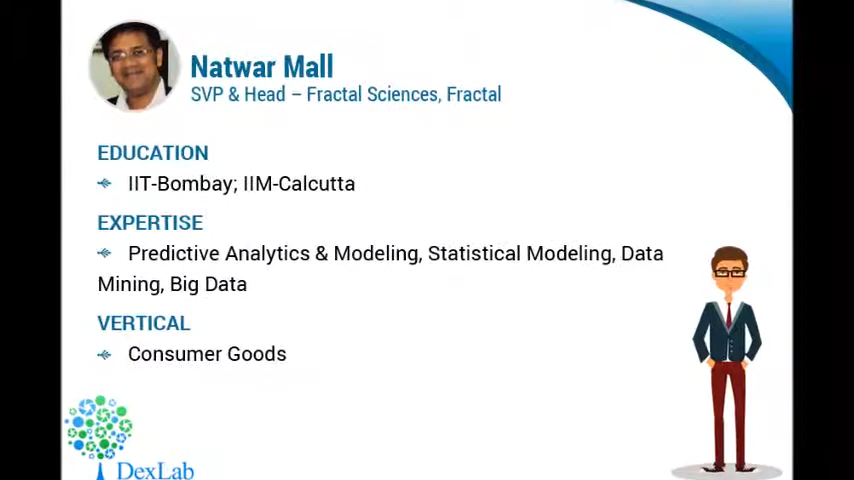 Natwar Mall
SVP & Head – Fractal Sciences, Fractal
EDUCATION
IIT-Bombay; IIM-Calcutta
EXPERTISE
Predictive Analytics & Modeling, Statistical Modeling, Data
Mining, Big Data
VERTICAL
Consumer Goods
DexLab